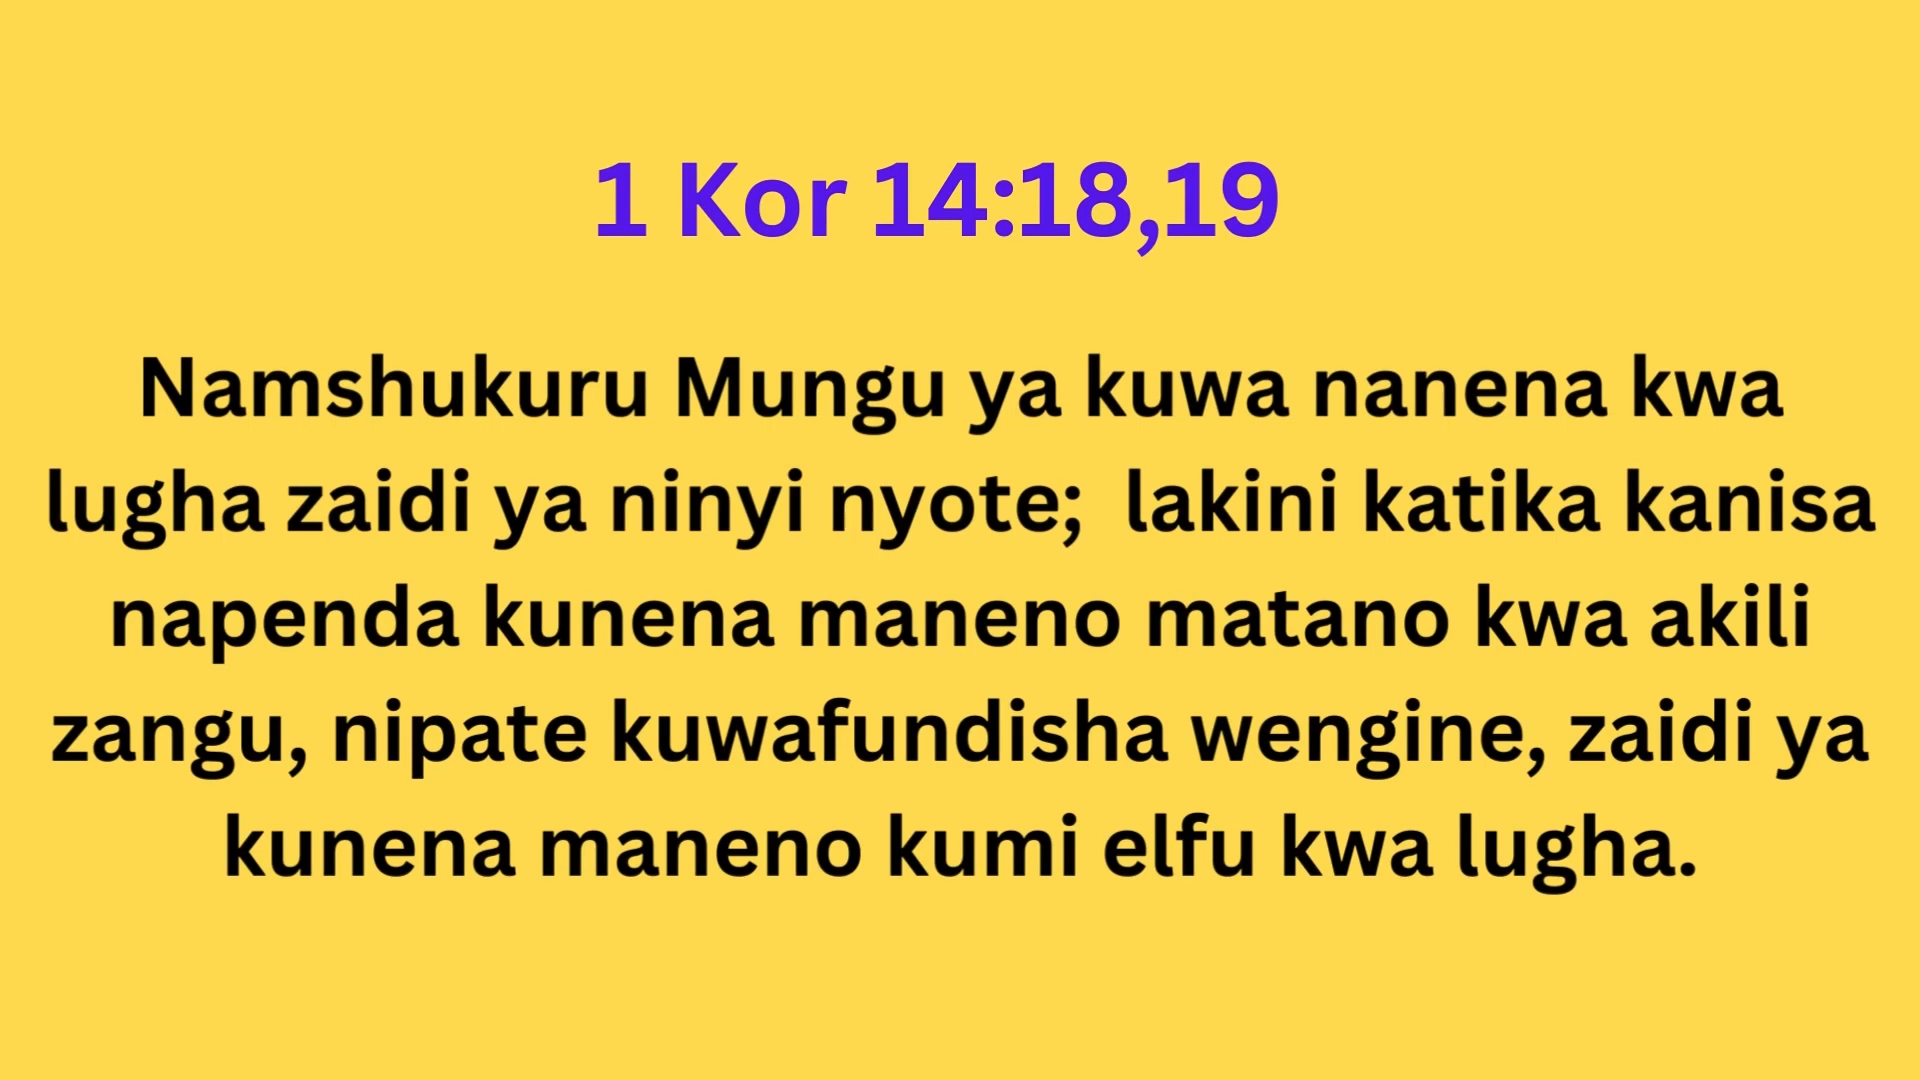 1 Kor 14:18,19
Namshukuru Mungu ya kuwa nanena kwa
lugha zaidi ya ninyi nyote;  lakini katika kanisa
napenda kunena maneno matano kwa akili
zangu, nipate kuwafundisha wengine, zaidi ya
kunena maneno kumi elfu kwa lugha.